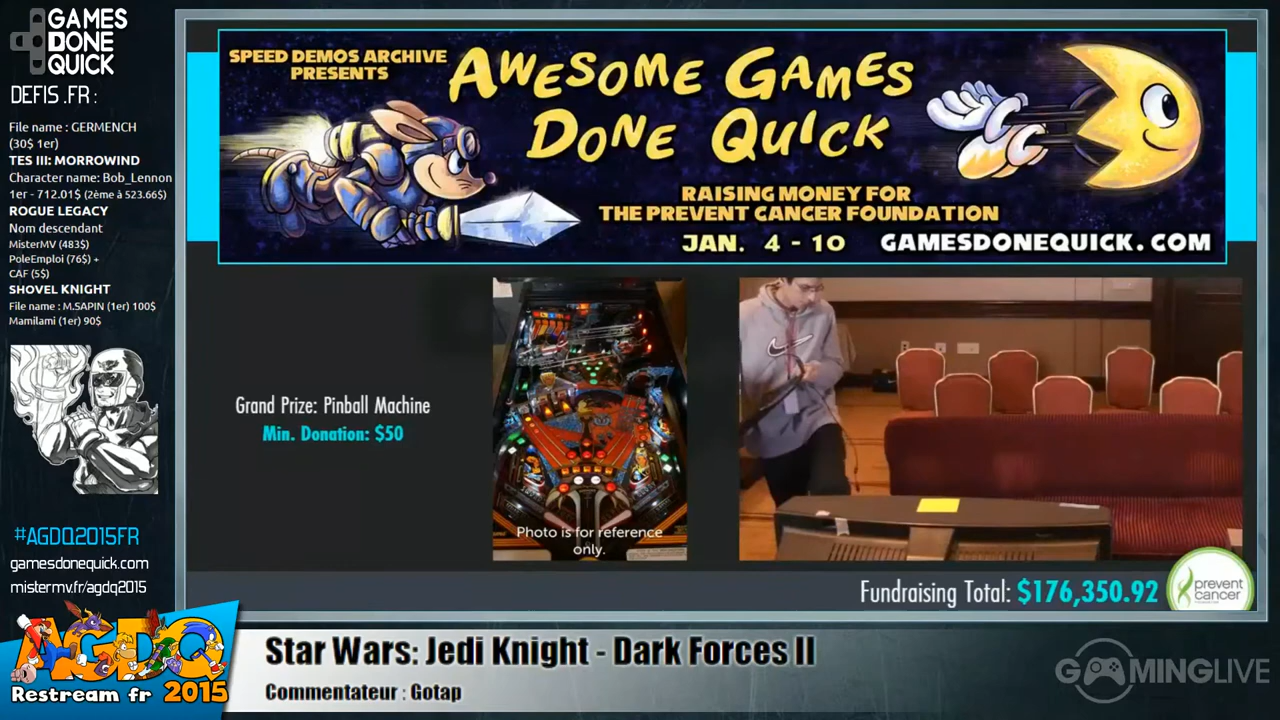 GAMES
DONE
QUICK
DEFIS .FR :
File name : GERMENCH
(30$ 1er)
TES III: MORROWIND
Character name: Bob_Lennon
1er - 712.01$ (2ème à 523.66$)
ROGUE LEGACY
Nom descendant
MisterMV (483$)
PoleEmploi (76$) +
CAF (5$)
SHOVEL KNIGHT
File name : M.SAPIN (1er) 100$
Mamilami (1er) 90$
#AGDQ2015FR
gamesdonequick.com
mistermv.fr/agdq2015
AGDQ
Restream fr 2015
SPEED DEMOS ARCHIVE
PRESENTS
AWESOME GAMES
DONE QUICK
RAISING MONEY FOR
THE PREVENT CANCER FOUNDATION
JAN. 4 - 10 GAMESDONEQUICK.COM
Grand Prize: Pinball Machine
Min. Donation: $50
Photo is for reference
only.
Fundraising Total: $176,350.92
prevent
cancer
Star Wars: Jedi Knight - Dark Forces II
Commentateur : Gotap
GAMINGLIVE